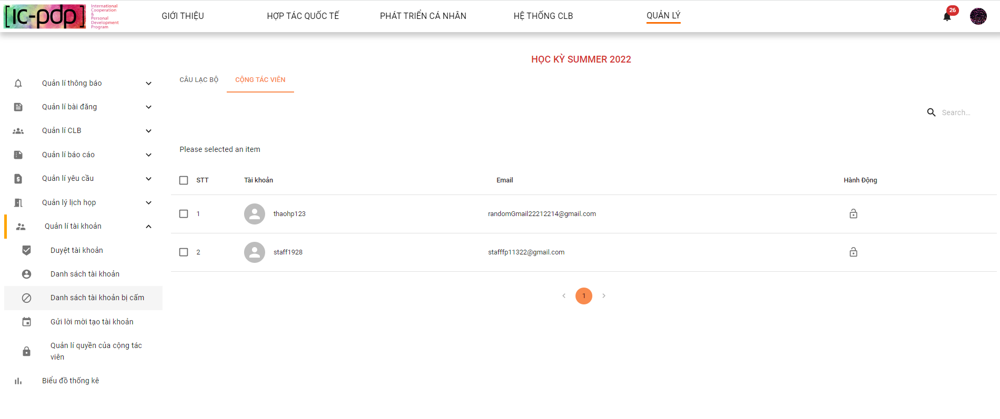 [ic-pdp]
International
Cooperation
&
Personal
Development
Program
GIỚI THIỆU
HỢP TÁC QUỐC TẾ
PHÁT TRIỂN CÁ NHÂN
HỆ THỐNG CLB
QUẢN LÝ
26
HỌC KỲ SUMMER 2022
Quản lí thông báo
Quản lí bài đăng
Quản lí CLB
Quản lí báo cáo
Quản lí yêu cầu
Quản lý lịch họp
Quản lí tài khoản
Duyệt tài khoản
Danh sách tài khoản
Danh sách tài khoản bị cấm
Gửi lời mời tạo tài khoản
Quản lí quyền của cộng tác
viên
Biểu đồ thống kê
CÂU LẠC BỘ
CỘNG TÁC VIÊN
Search…
Please selected an item
STT Tài khoản Email Hành Động
1 thaohp123 randomGmail22212214@gmail.com
2 staff1928 stafffp11322@gmail.com
1